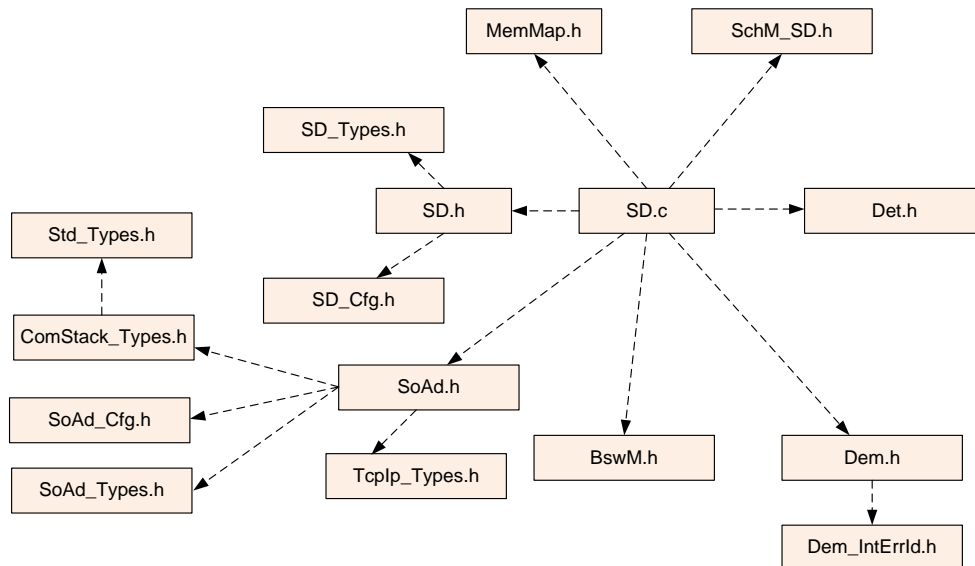 MemMap.h
SchM_SD.h
SD_Types.h
SD.h
SD.c
Det.h
Std_Types.h
SD_Cfg.h
ComStack_Types.h
SoAd.h
SoAd_Cfg.h
BswM.h
Dem.h
TcpIp_Types.h
SoAd_Types.h
Dem_IntErrId.h